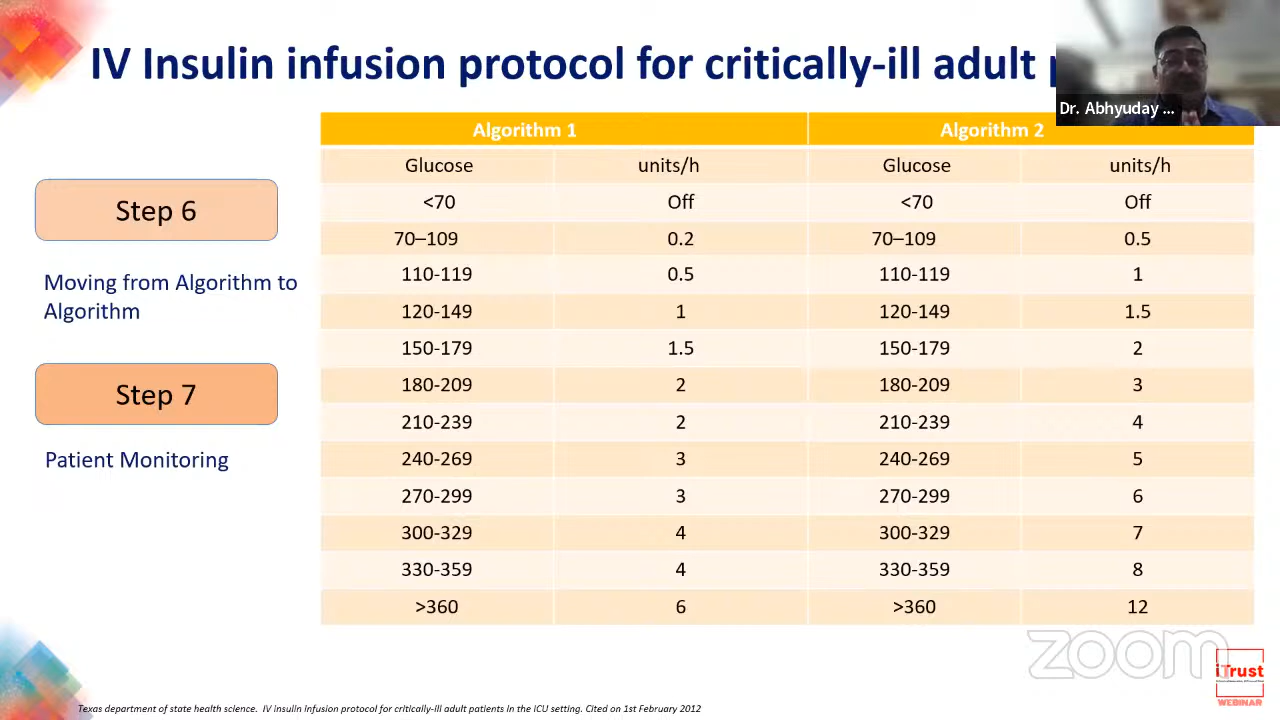 IV Insulin infusion protocol for critically-ill adult
Dr. Abhyuday ...
Algorithm 1 Algorithm 2
Glucose units/h Glucose units/h
<70 Off <70 Off
70–109 0.2 70–109 0.5
110-119 0.5 110-119 1
120-149 1 120-149 1.5
150-179 1.5 150-179 2
180-209 2 180-209 3
210-239 2 210-239 4
240-269 3 240-269 5
270-299 3 270-299 6
300-329 4 300-329 7
330-359 4 330-359 8
>360 6 >360 12
Step 6
Moving from Algorithm to
Algorithm
Step 7
Patient Monitoring
zoom
iTrust
WEBINAR
Texas department of state health science. IV insulin infusion protocol for critically-ill adult patients in the ICU setting. Cited on 1st February 2012